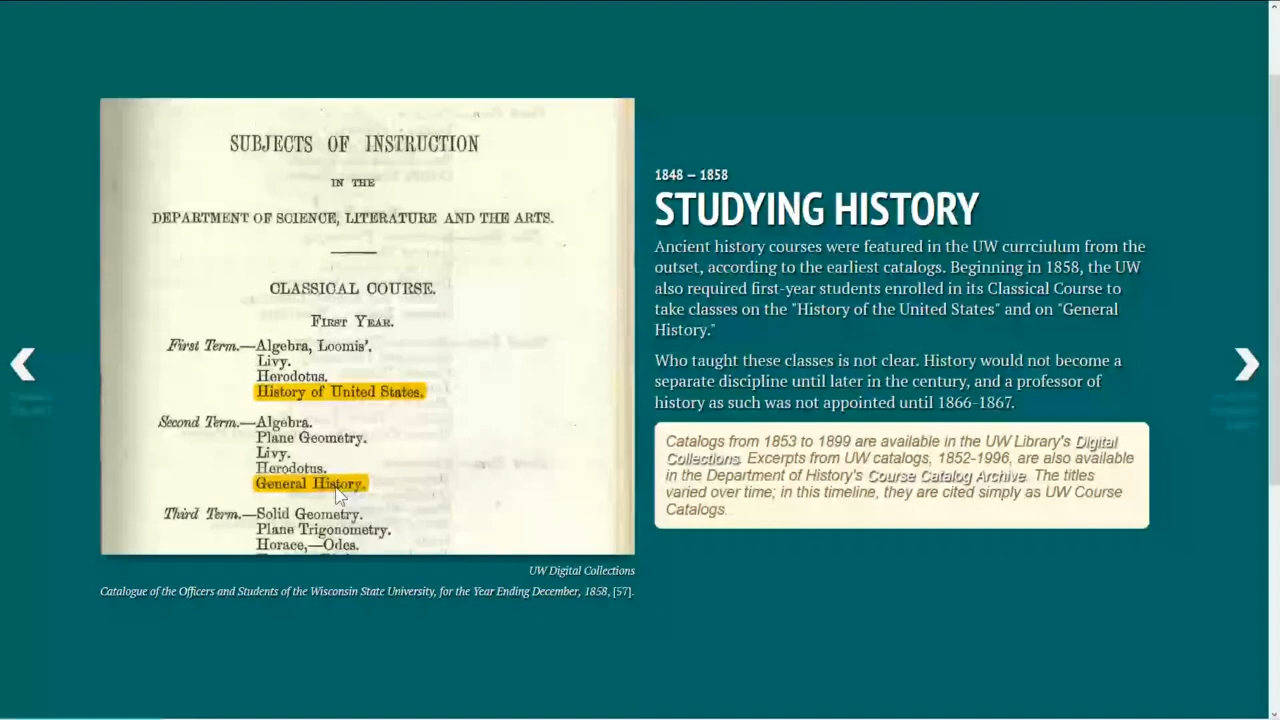 SUBJECTS OF INSTRUCTION
IN THE
DEPARTMENT OF SCIENCE, LITERATURE AND THE ARTS.
CLASSICAL COURSE.
FIRST YEAR.
First Term.—Algebra, Loomis'.
Livy.
Herodotus.
History of United States.
Second Term.—Algebra.
Plane Geometry.
Livy.
Herodotus.
General History.
Third Term.—Solid Geometry.
Plane Trigonometry.
Horace,—Odes.
UW Digital Collections
Catalogue of the Officers and Students of the Wisconsin State University, for the Year Ending December, 1858, [57].
1848 – 1858
STUDYING HISTORY
Ancient history courses were featured in the UW currciulum from the
outset, according to the earliest catalogs. Beginning in 1858, the UW
also required first-year students enrolled in its Classical Course to
take classes on the "History of the United States" and on "General
History."
Who taught these classes is not clear. History would not become a
separate discipline until later in the century, and a professor of
history as such was not appointed until 1866-1867.
Catalogs from 1853 to 1899 are available in the UW Library's Digital
Collections. Excerpts from UW catalogs, 1852-1996, are also available
in the Department of History's Course Catalog Archive. The titles
varied over time; in this timeline, they are cited simply as UW Course
Catalogs.